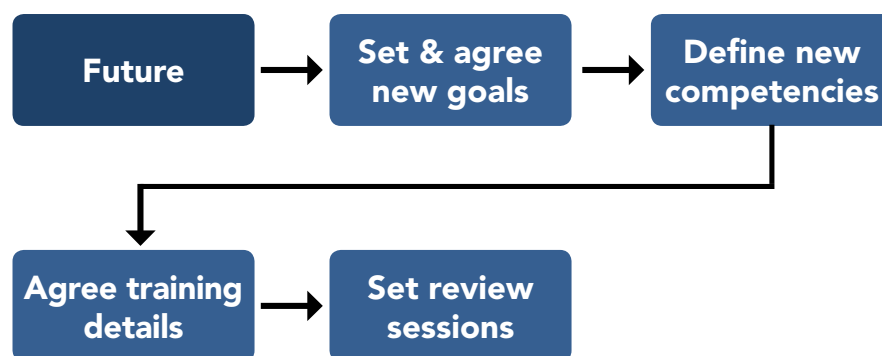 Future
Set & agree
new goals
Define new
competencies
Agree training
details
Set review
sessions